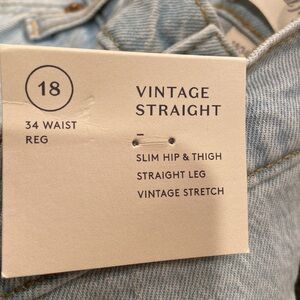 18
34 WAIST
REG
VINTAGE
STRAIGHT
SLIM HIP & THIGH
STRAIGHT LEG
VINTAGE STRETCH